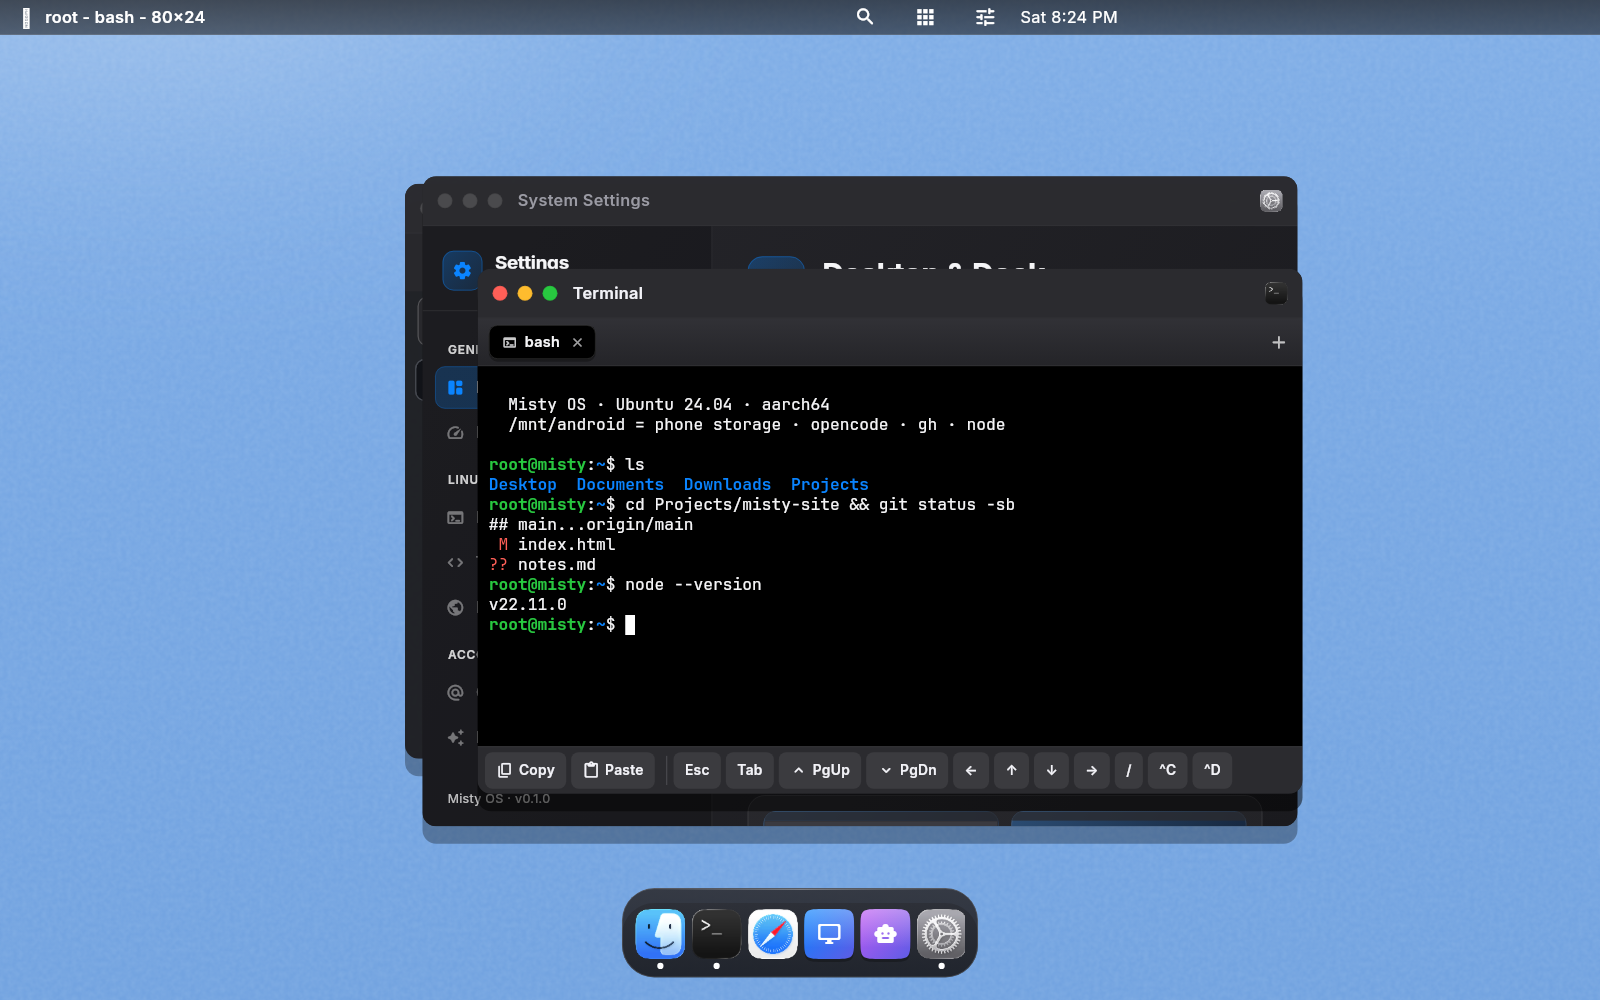 root - bash - 80×24
Sat 8:24 PM
System Settings
Settings
Desktop & Dock
Terminal
bash
Misty OS · Ubuntu 24.04 · aarch64
/mnt/android = phone storage · opencode · gh · node
root@misty:~$ ls
Desktop  Documents  Downloads  Projects
root@misty:~$ cd Projects/misty-site && git status -sb
## main...origin/main
 M index.html
?? notes.md
root@misty:~$ node --version
v22.11.0
root@misty:~$
Copy Paste Esc Tab PgUp PgDn ← ↑ ↓ → / ^C ^D
Misty OS · v0.1.0